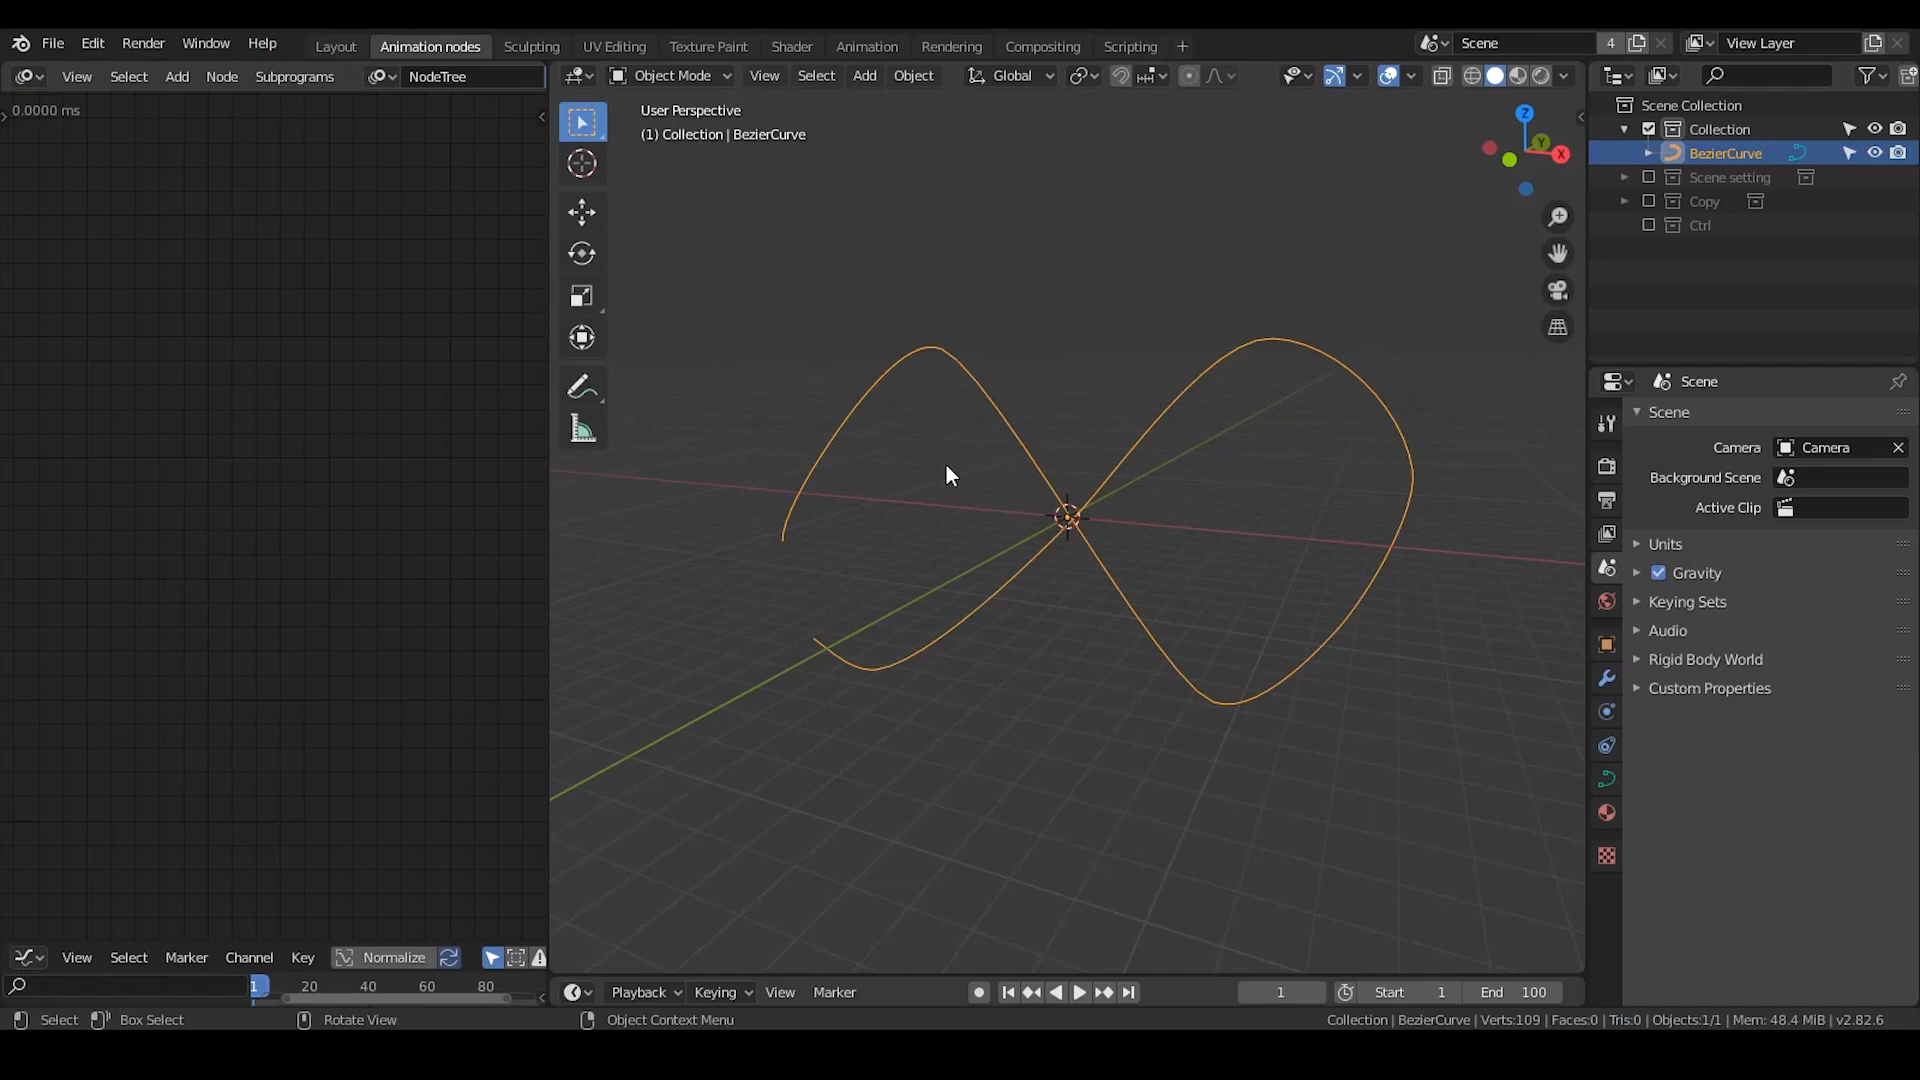 File Edit Render Window Help Layout Animation nodes Sculpting UV Editing Texture Paint Shader Animation Rendering Compositing Scripting Scene 4 View Layer
View Select Add Node Subprograms NodeTree Object Mode View Select Add Object Global
0.0000 ms
User Perspective
(1) Collection | BezierCurve
Z
Y
X
Scene Collection
Collection
BezierCurve
Scene setting
Copy
Ctrl
Scene
Scene
Camera Camera
Background Scene
Active Clip
Units
Gravity
Keying Sets
Audio
Rigid Body World
Custom Properties
View Select Marker Channel Key Normalize
1 20 40 60 80
Playback Keying View Marker 1 Start 1 End 100
Select Box Select Rotate View Object Context Menu Collection | BezierCurve | Verts:109 | Faces:0 | Tris:0 | Objects:1/1 | Mem: 48.4 MiB | v2.82.6